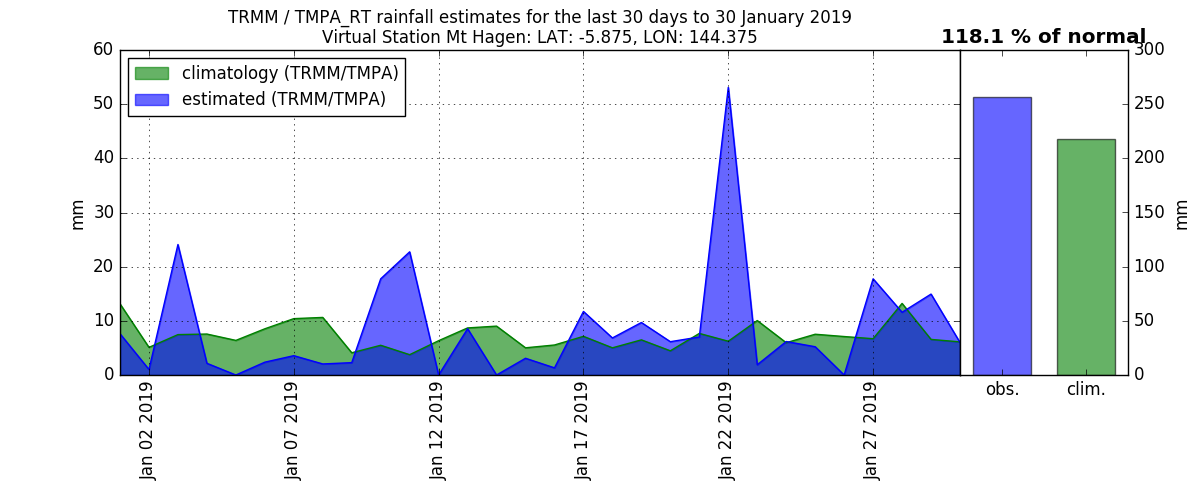 TRMM / TMPA_RT rainfall estimates for the last 30 days to 30 January 2019
Virtual Station Mt Hagen: LAT: -5.875, LON: 144.375
118.1 % of normal
climatology (TRMM/TMPA)
estimated (TRMM/TMPA)
60
50
40
30
20
10
0
mm
Jan 02 2019
Jan 07 2019
Jan 12 2019
Jan 17 2019
Jan 22 2019
Jan 27 2019
300
250
200
150
100
50
0
mm
obs.
clim.